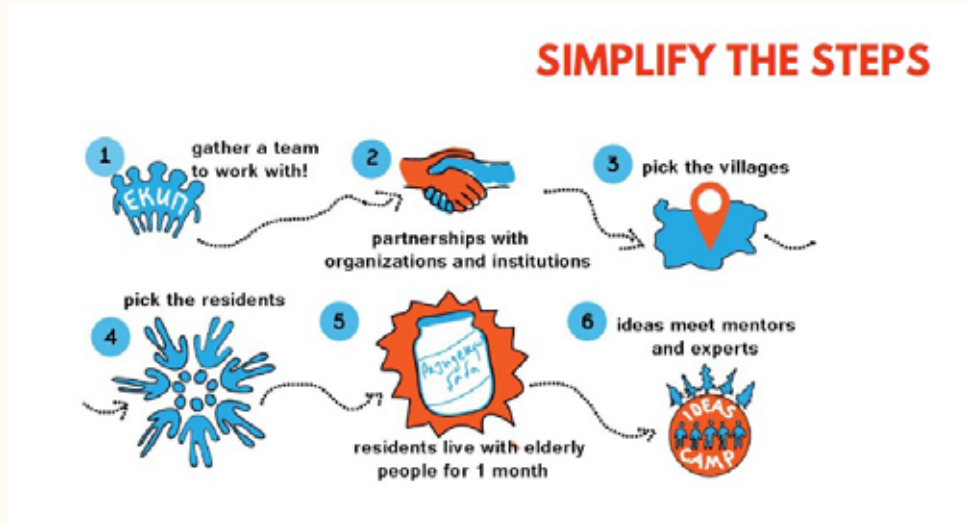 SIMPLIFY THE STEPS
1
gather a team
to work with!
ЕКИП
2
partnerships with
organizations and institutions
3
pick the villages
4
pick the residents
5
Резиденция
баба
residents live with elderly
people for 1 month
6
ideas meet mentors
and experts
IDEAS
CAMP